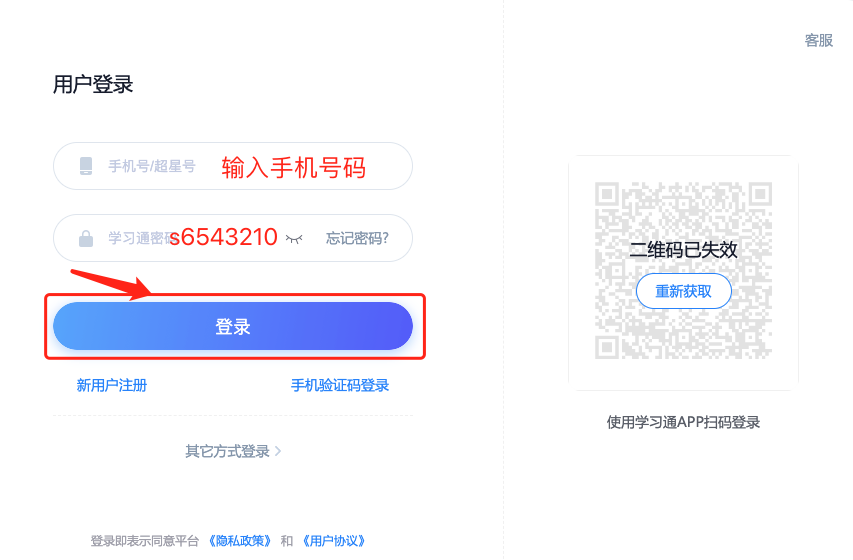 客服
用户登录
手机号/超星号 输入手机号码
学习通密码 s6543210 忘记密码?
登录
新用户注册 手机验证码登录
其它方式登录 >
登录即表示同意平台《隐私政策》和《用户协议》
二维码已失效
重新获取
使用学习通APP扫码登录